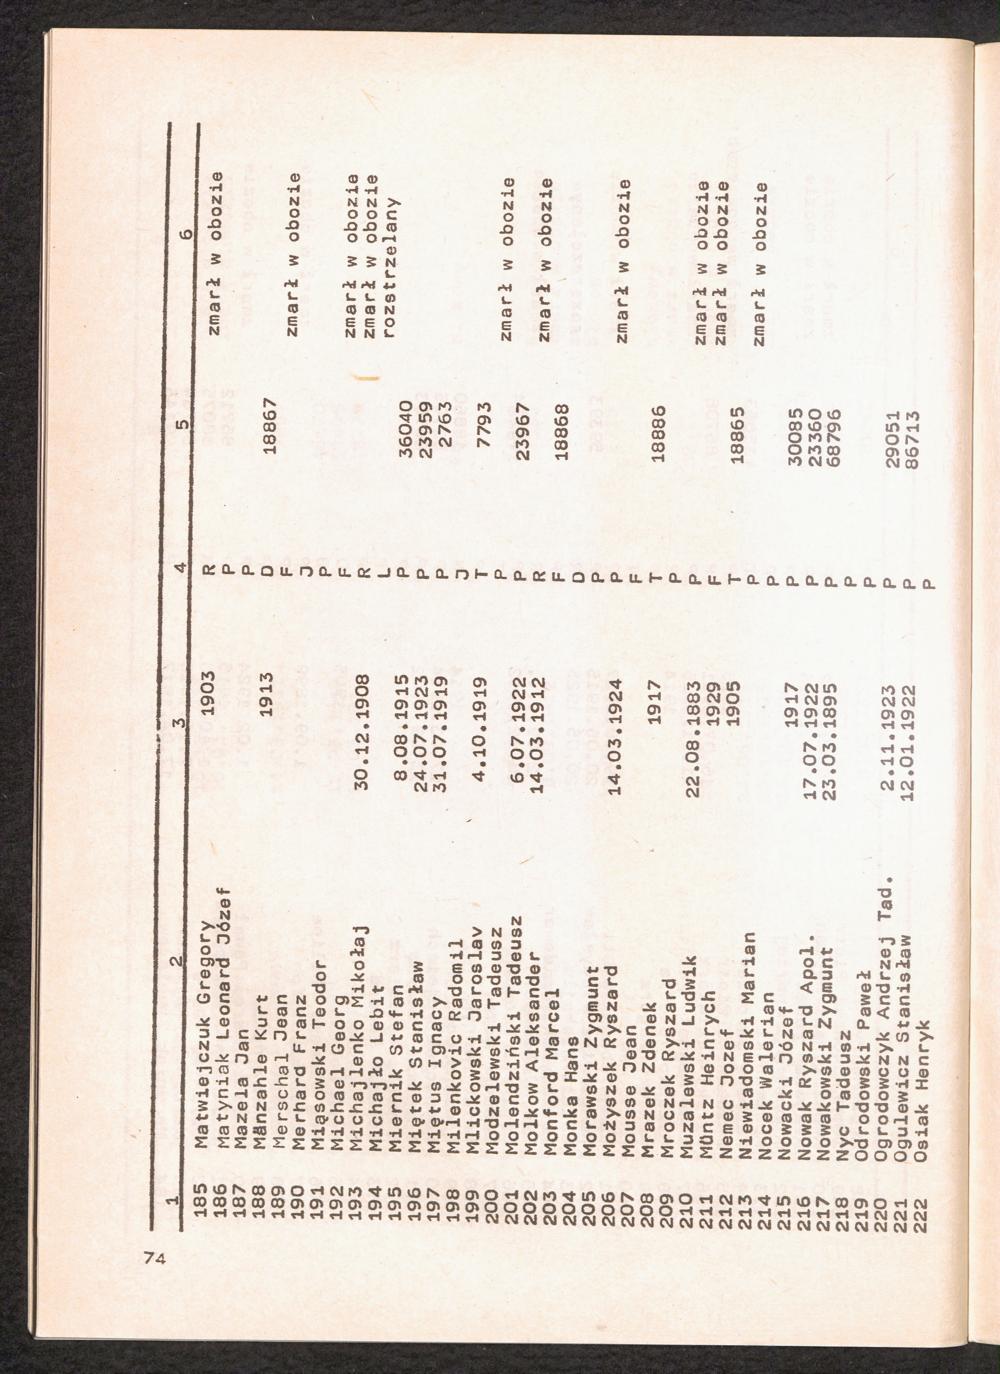 74
1 2 3 4 5 6
185 Matwiejczuk Gregory 1903 R zmarł w obozie
186 Matyniak Leonard Józef P
187 Mazela Jan P
188 Mänzahle Kurt 1913 D 18867
189 Merschal Jean F zmarł w obozie
190 Merhard Franz J
191 Miąsowski Teodor P
192 Michael Georg F zmarł w obozie
193 Michajlenko Mikołaj 30.12.1908 R zmarł w obozie
194 Michajło Lebit L rozstrzelany
195 Miernik Stefan 8.08.1915 P 36040
196 Miętek Stanisław 24.07.1923 P 23959
197 Miętus Ignacy 31.07.1919 P 2763
198 Milenkovic Radomil J
199 Mlickowski Jaroslav 4.10.1919 T 7793
200 Modzelewski Tadeusz P zmarł w obozie
201 Molendziński Tadeusz 6.07.1922 P 23967
202 Molkow Aleksander 14.03.1912 R zmarł w obozie
203 Monford Marcel F 18868
204 Monka Hans D
205 Morawski Zygmunt P
206 Możyszek Ryszard 14.03.1924 P zmarł w obozie
207 Mousse Jean F
208 Mrazek Zdenek 1917 T 18886
209 Mroczek Ryszard P
210 Muzalewski Ludwik 22.08.1883 P zmarł w obozie
211 Müntz Heinrych 1929 F zmarł w obozie
212 Nemec Jozef 1905 T 18865
213 Niewiadomski Marian P zmarł w obozie
214 Nocek Walerian P
215 Nowacki Józef 1917 P 30085
216 Nowak Ryszard Apol. 17.07.1922 P 23360
217 Nowakowski Zygmunt 23.03.1895 P 68796
218 Nyc Tadeusz P
219 Odrodowski Paweł P
220 Ogrodowczyk Andrzej Tad. 2.11.1923 P 29051
221 Ogulewicz Stanisław 12.01.1922 P 86713
222 Osiak Henryk P